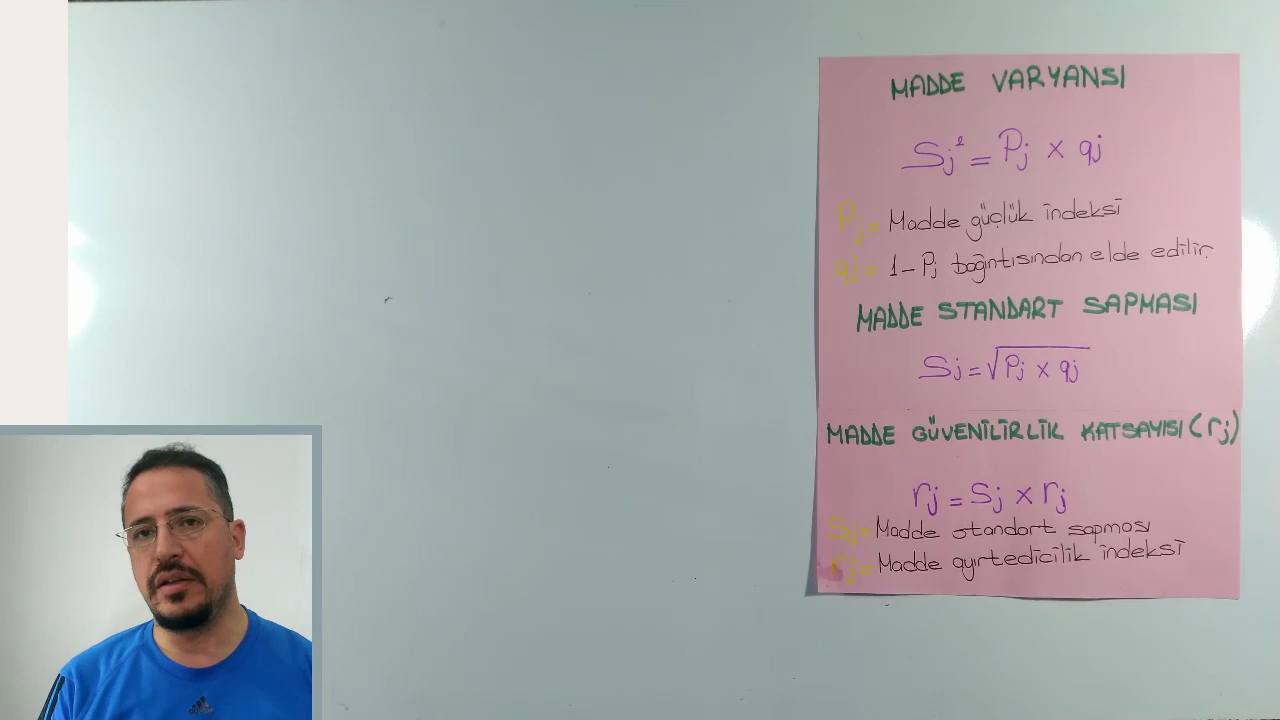 MADDE VARYANSI
Sj² = Pj x qj
Pj = Madde güçlük indeksi
qj = 1 - Pj bağıntısından elde edilir.
MADDE STANDART SAPMASI
Sj = √Pj x qj
MADDE GÜVENİLİRLİK KATSAYISI (rj)
rj = Sj x rj
Sj = Madde standart sapması
rj = Madde ayırtedicilik indeksi